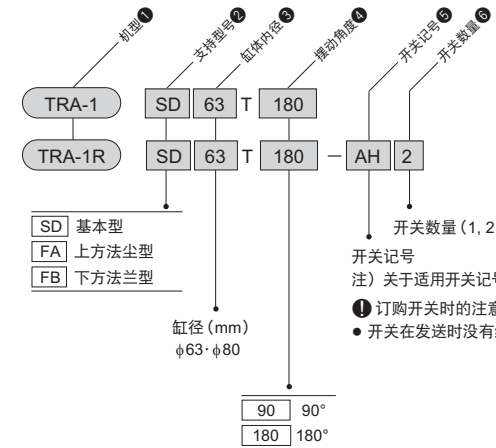 机型❶
支持型号❷
缸体内径❸
摆动角度❹
开关记号❺
开关数量❻
TRA-1 SD 63 T 180
TRA-1R SD 63 T 180 — AH 2
SD 基本型
FA 上方法尘型
FB 下方法兰型
开关数量 (1, 2
开关记号
注）关于适用开关记号
订购开关时的注意
● 开关在发送时没有
缸径 (mm)
φ63·φ80
90 90°
180 180°